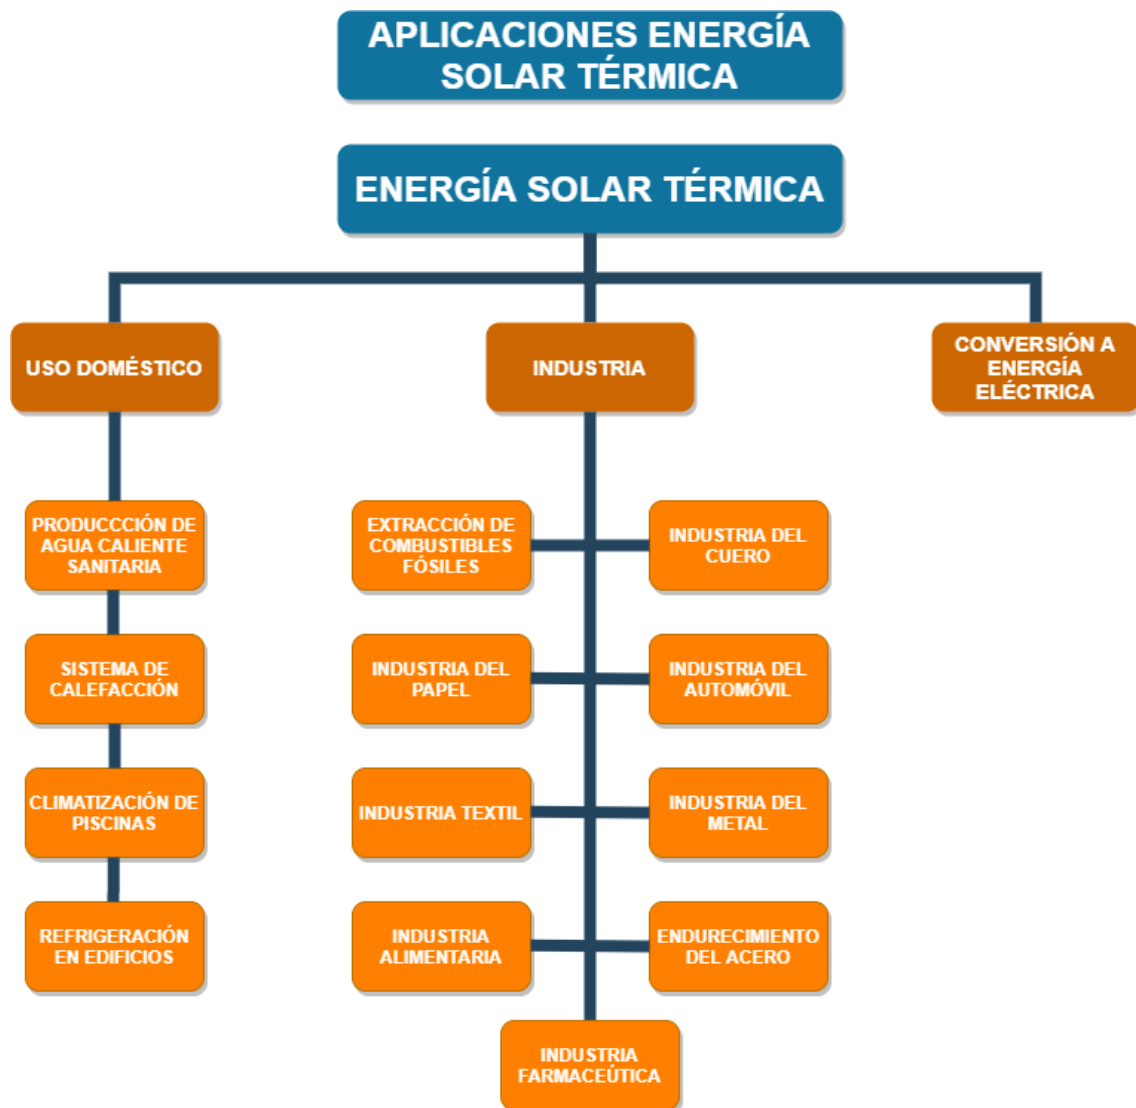 APLICACIONES ENERGÍA
SOLAR TÉRMICA
ENERGÍA SOLAR TÉRMICA
USO DOMÉSTICO
INDUSTRIA
CONVERSIÓN A
ENERGÍA
ELÉCTRICA
PRODUCCCIÓN DE
AGUA CALIENTE
SANITARIA
SISTEMA DE
CALEFACCIÓN
CLIMATIZACIÓN DE
PISCINAS
REFRIGERACIÓN
EN EDIFICIOS
EXTRACCIÓN DE
COMBUSTIBLES
FÓSILES
INDUSTRIA DEL
CUERO
INDUSTRIA DEL
PAPEL
INDUSTRIA DEL
AUTOMÓVIL
INDUSTRIA TEXTIL
INDUSTRIA DEL
METAL
INDUSTRIA
ALIMENTARIA
ENDURECIMIENTO
DEL ACERO
INDUSTRIA
FARMACEÚTICA